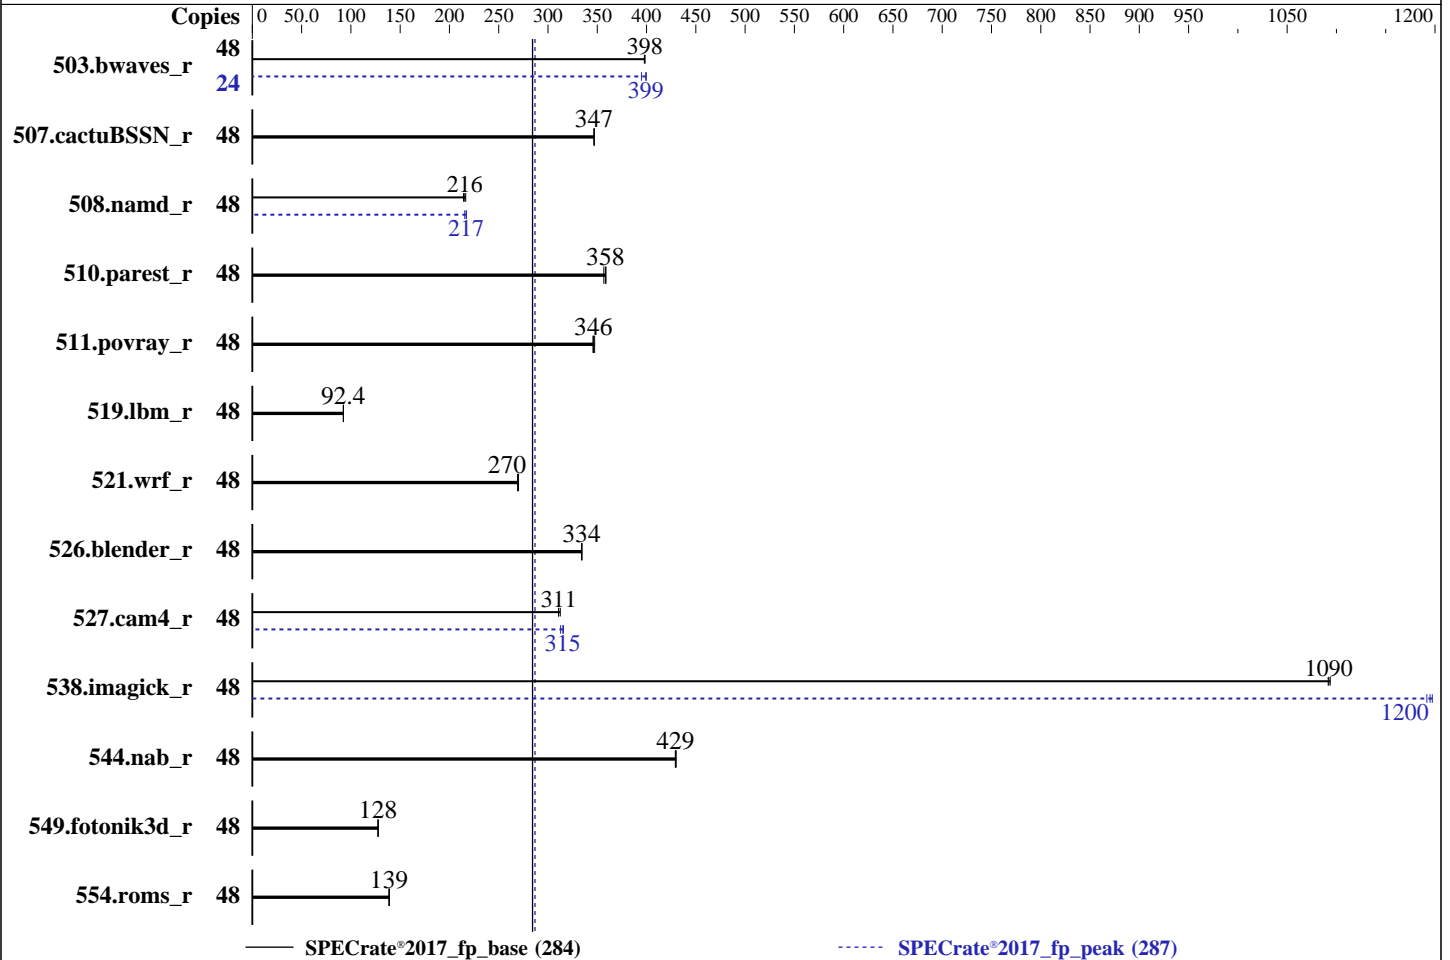 Copies 0 50.0 100 150 200 250 300 350 400 450 500 550 600 650 700 750 800 850 900 950 1050 1200
503.bwaves_r 48 398
24 399
507.cactuBSSN_r 48 347
508.namd_r 48 216
217
510.parest_r 48 358
511.povray_r 48 346
519.lbm_r 48 92.4
521.wrf_r 48 270
526.blender_r 48 334
527.cam4_r 48 311
315
538.imagick_r 48 1090
1200
544.nab_r 48 429
549.fotonik3d_r 48 128
554.roms_r 48 139
SPECrate®2017_fp_base (284) SPECrate®2017_fp_peak (287)